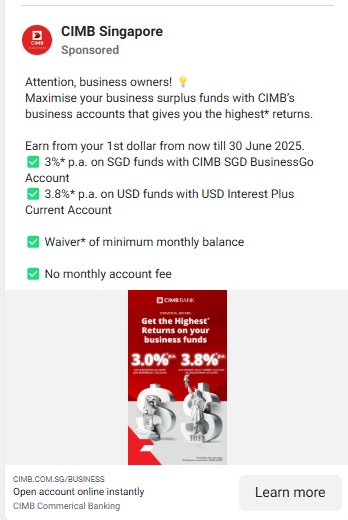 CIMB Singapore
Sponsored
Attention, business owners! 💡
Maximise your business surplus funds with CIMB's
business accounts that gives you the highest* returns.
Earn from your 1st dollar from now till 30 June 2025.
✅ 3%* p.a. on SGD funds with CIMB SGD BusinessGo
Account
✅ 3.8%* p.a. on USD funds with USD Interest Plus
Current Account
✅ Waiver* of minimum monthly balance
✅ No monthly account fee
CIMB BANK
Get the Highest*
Returns on your
business funds
3.0%* p.a. 3.8%* p.a.
CIMB.COM.SG/BUSINESS
Open account online instantly
CIMB Commerical Banking
Learn more